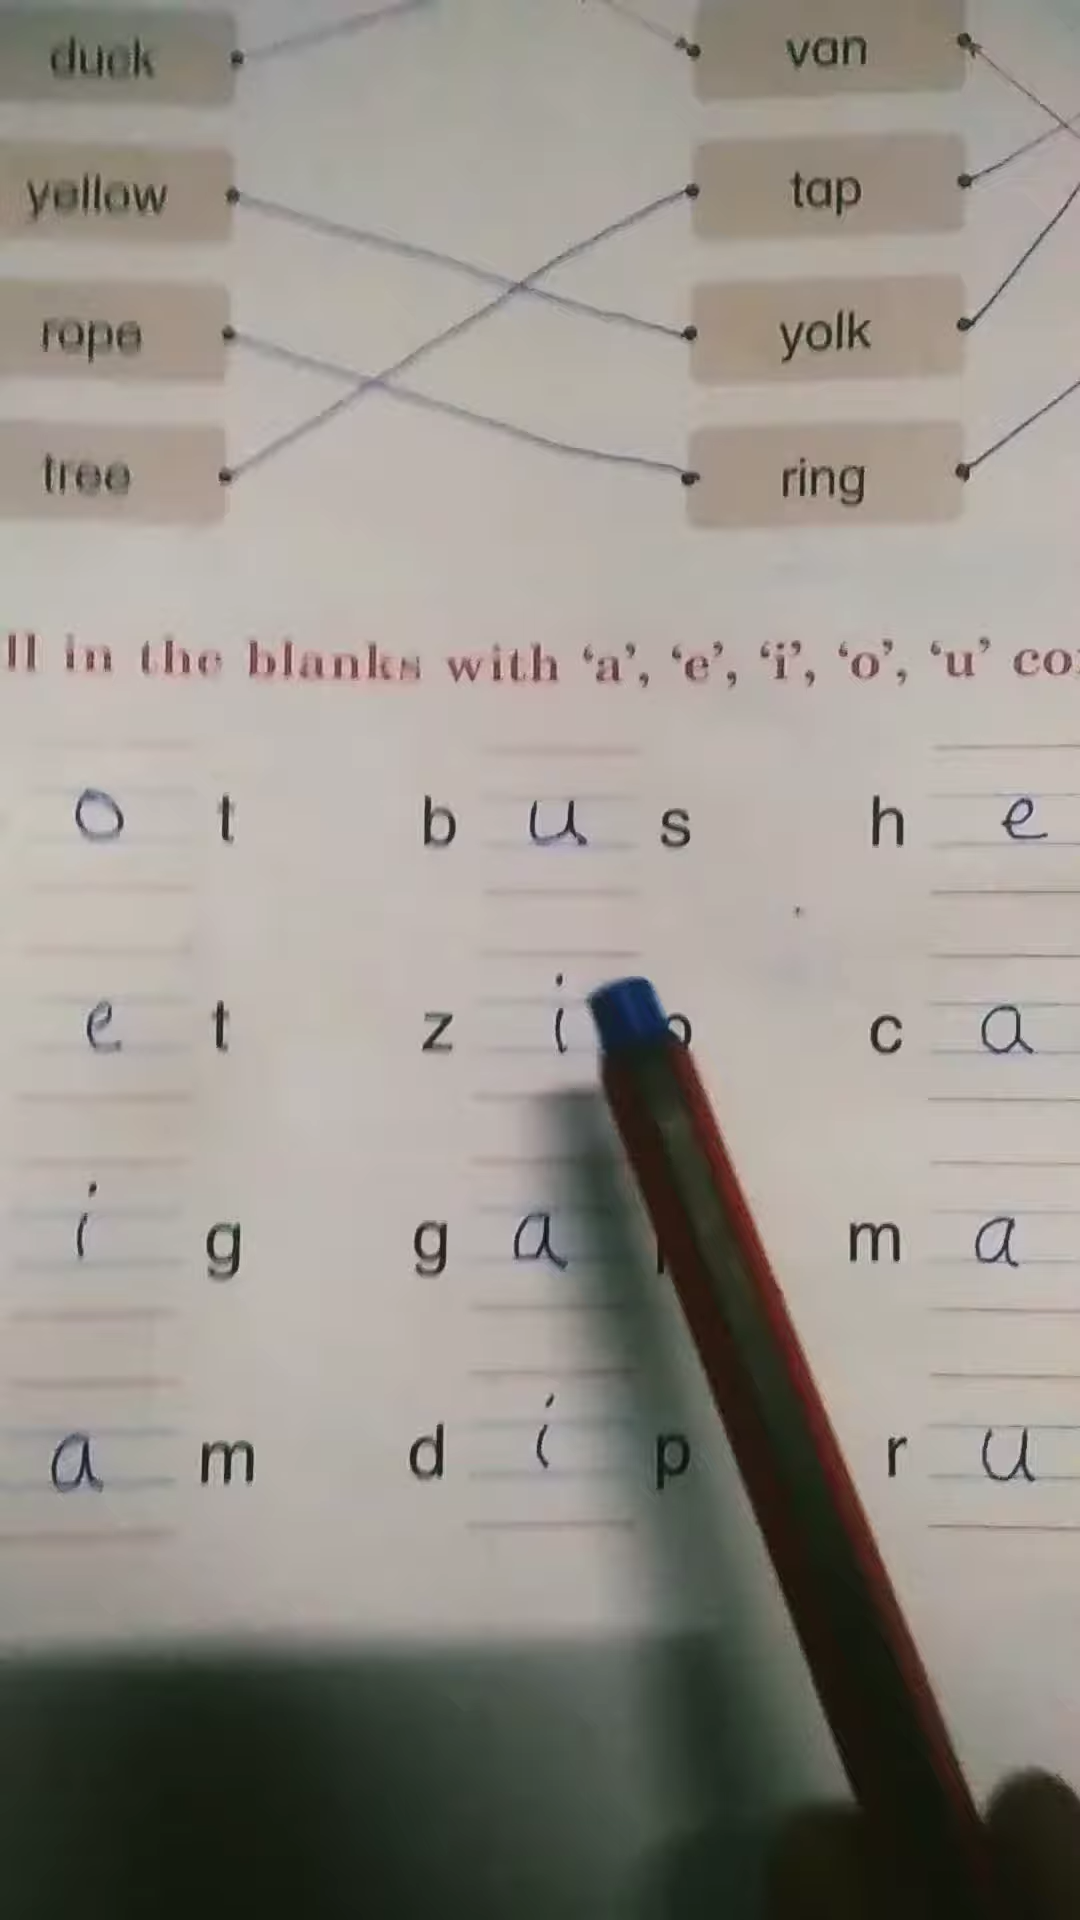 duck van
yellow tap
rope yolk
tree ring
ll in the blanks with ‘a’, ‘e’, ‘i’, ‘o’, ‘u’ co
o t b u s h e
e t z i p c a
i g g a m a
a m d i p r u